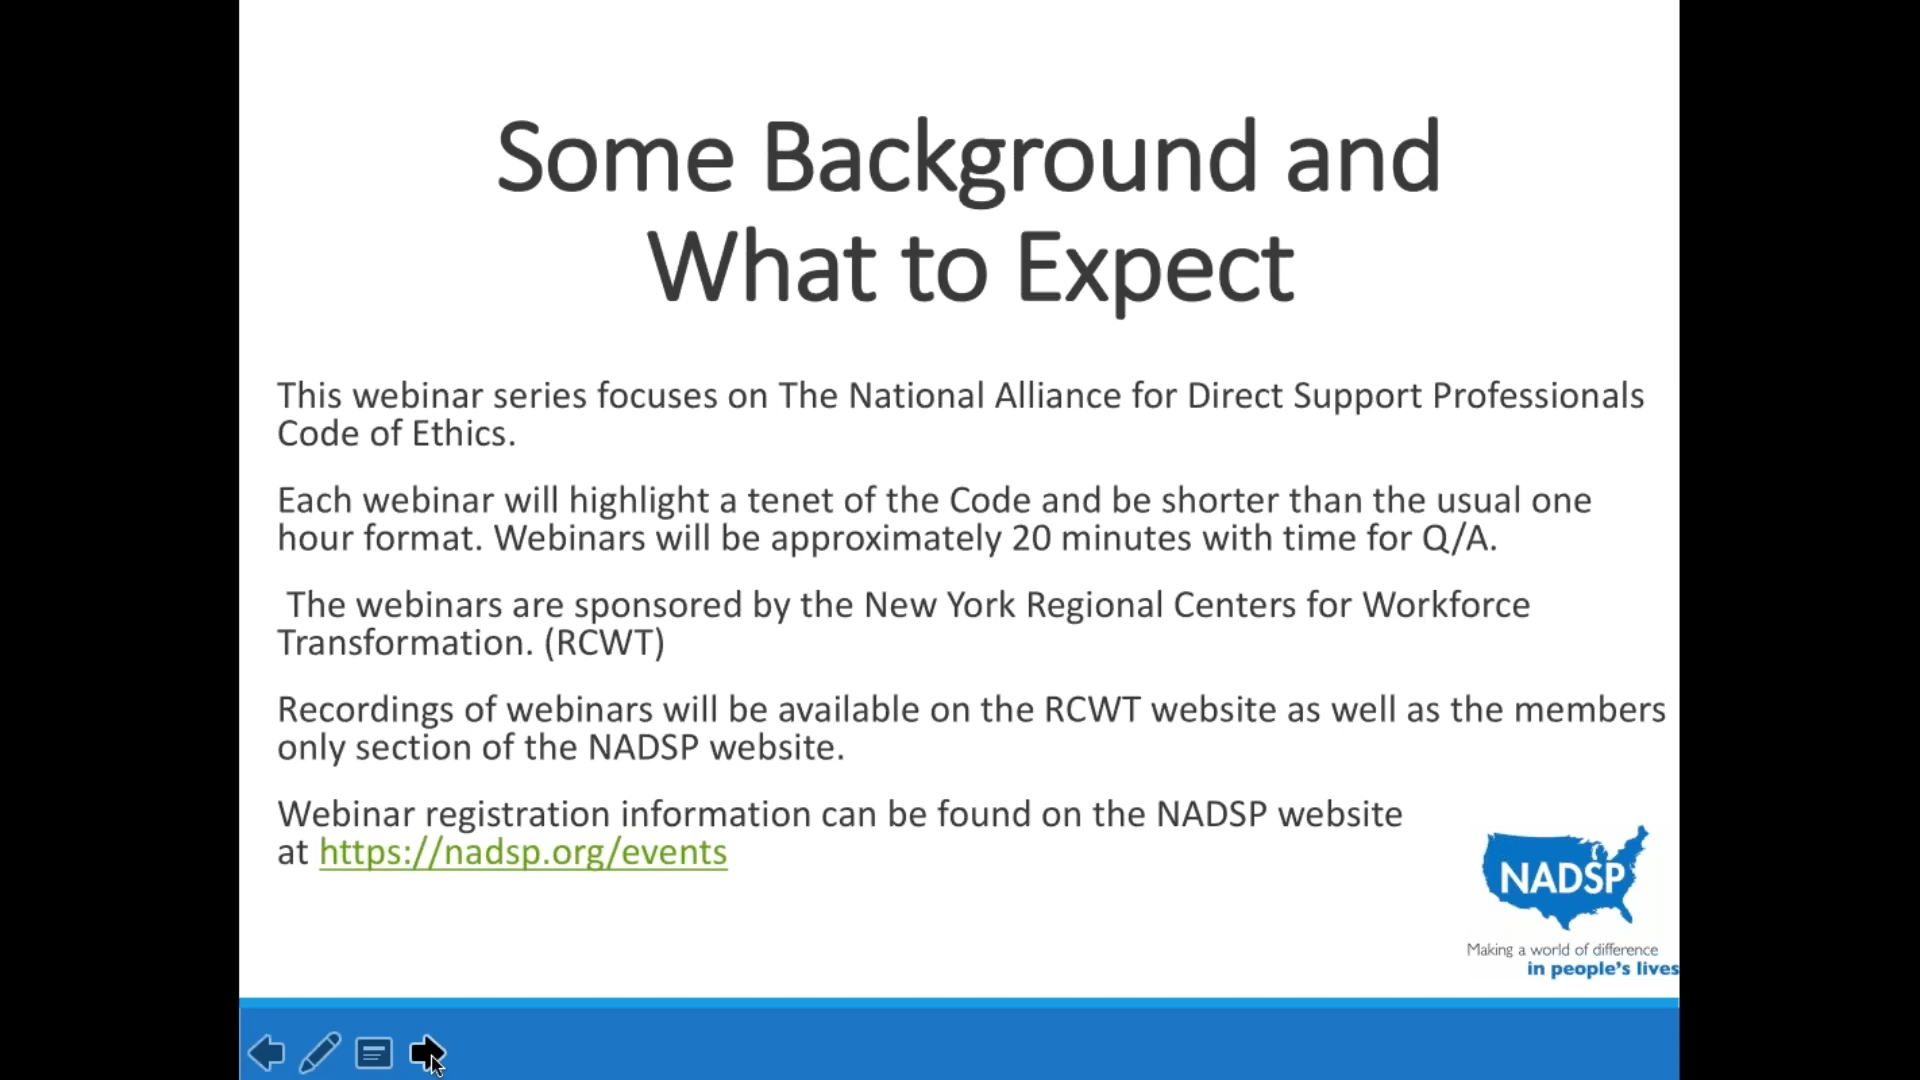 Some Background and
What to Expect
This webinar series focuses on The National Alliance for Direct Support Professionals
Code of Ethics.
Each webinar will highlight a tenet of the Code and be shorter than the usual one
hour format. Webinars will be approximately 20 minutes with time for Q/A.
The webinars are sponsored by the New York Regional Centers for Workforce
Transformation. (RCWT)
Recordings of webinars will be available on the RCWT website as well as the members
only section of the NADSP website.
Webinar registration information can be found on the NADSP website
at https://nadsp.org/events
NADSP
Making a world of difference
in people's lives